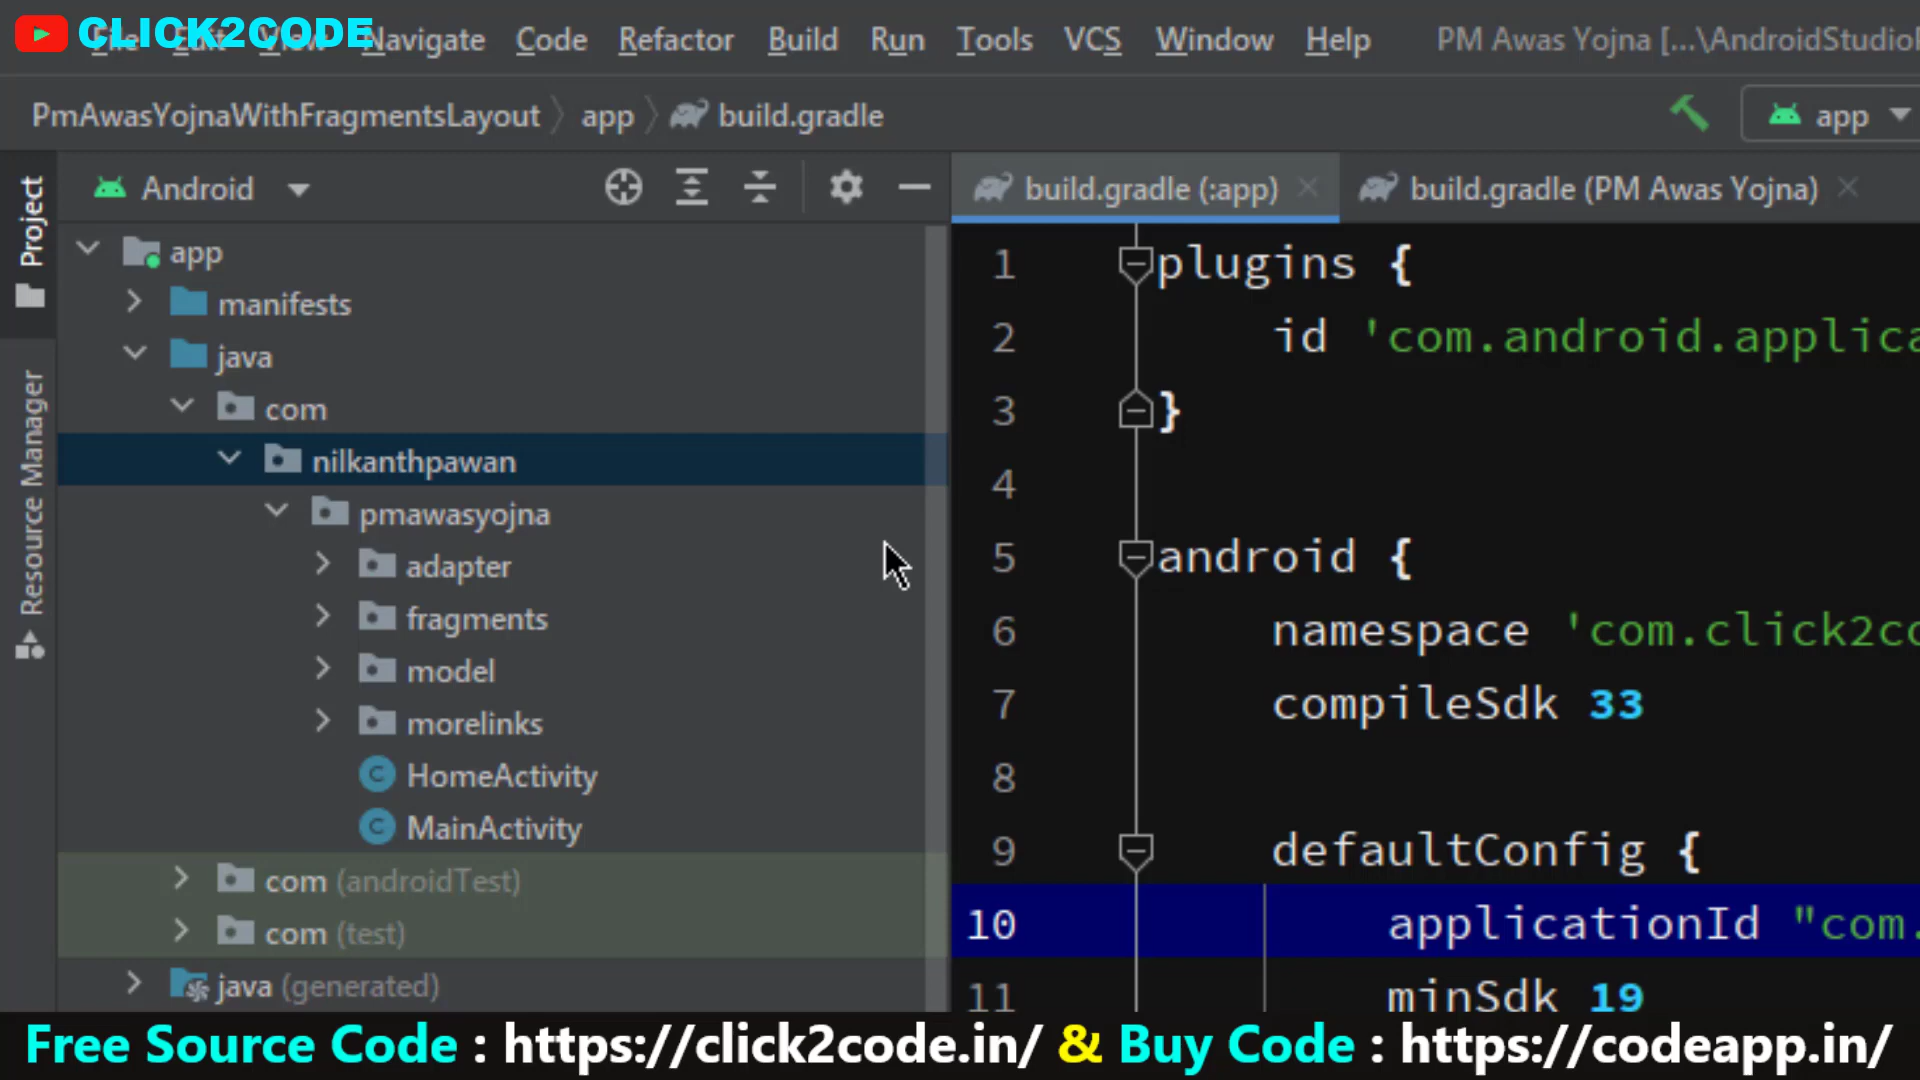 CLICK2CODE
File Edit View Navigate Code Refactor Build Run Tools VCS Window Help PM Awas Yojna [...\AndroidStudio
PmAwasYojnaWithFragmentsLayout app build.gradle app
Project
Resource Manager
Android
build.gradle (:app) build.gradle (PM Awas Yojna)
app
manifests
java
com
nilkanthpawan
pmawasyojna
adapter
fragments
model
morelinks
HomeActivity
MainActivity
com (androidTest)
com (test)
java (generated)
1 plugins {
2 id 'com.android.applica
3 }
4
5 android {
6 namespace 'com.click2co
7 compileSdk 33
8
9 defaultConfig {
10 applicationId "com.
11 minSdk 19
Free Source Code : https://click2code.in/ & Buy Code : https://codeapp.in/